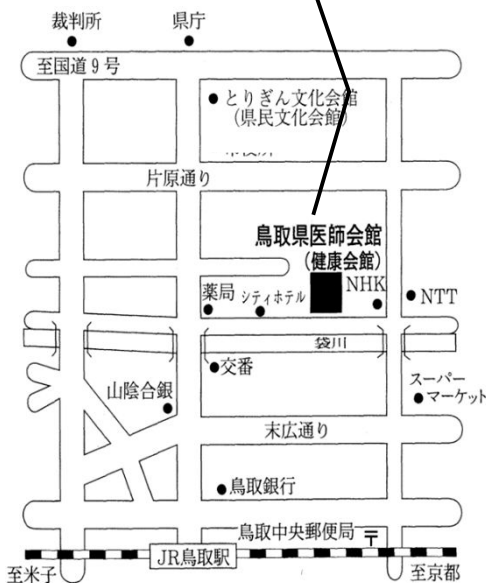 裁判所
県庁
至国道9号
とりぎん文化会館
(県民文化会館)
片原通り
鳥取県医師会館
(健康会館)
薬局
シティホテル
NHK
NTT
袋川
交番
スーパー
マーケット
山陰合銀
末広通り
鳥取銀行
鳥取中央郵便局
〒
JR鳥取駅
至米子
至京都